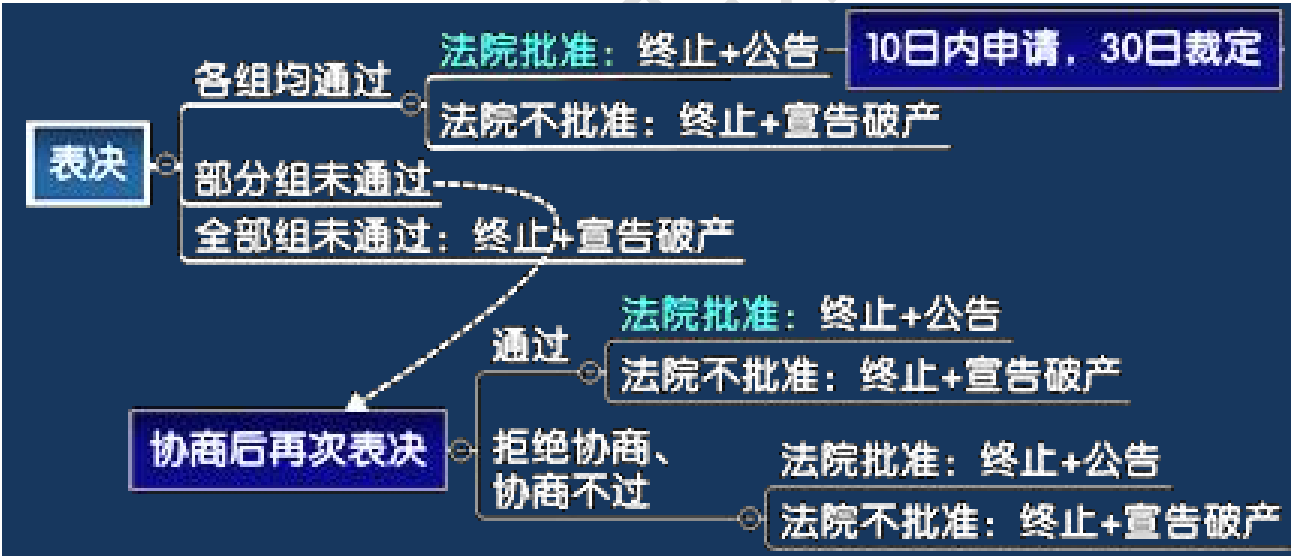 法院批准：终止+公告
10日内申请，30日裁定
各组均通过
法院不批准：终止+宣告破产
表决
部分组未通过
全部组未通过：终止+宣告破产
法院批准：终止+公告
通过
法院不批准：终止+宣告破产
协商后再次表决
拒绝协商、
协商不过
法院批准：终止+公告
法院不批准：终止+宣告破产